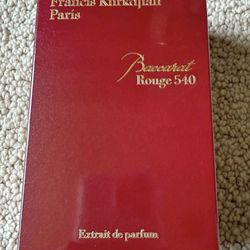 Francis Kurkdjian
Paris
Baccarat
Rouge 540
Extrait de parfum